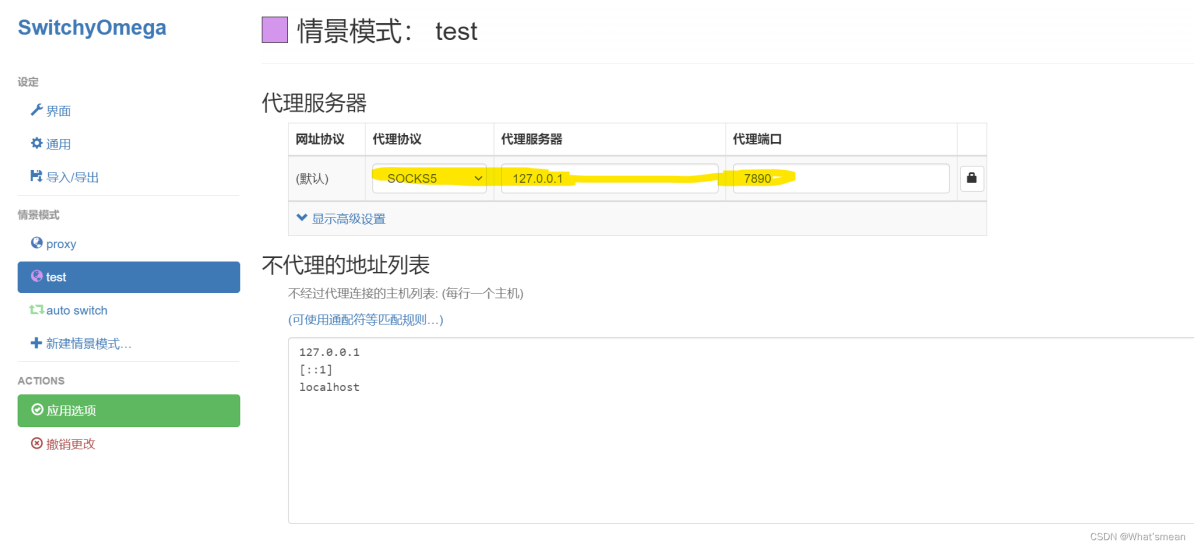 SwitchyOmega
设定
界面
通用
导入/导出
情景模式
proxy
test
auto switch
新建情景模式...
ACTIONS
应用选项
撤销更改
情景模式： test
代理服务器
网址协议 代理协议 代理服务器 代理端口
(默认) SOCKS5 127.0.0.1 7890
显示高级设置
不代理的地址列表
不经过代理连接的主机列表: (每行一个主机)
(可使用通配符等匹配规则...)
127.0.0.1
[::1]
localhost
CSDN @What'smean